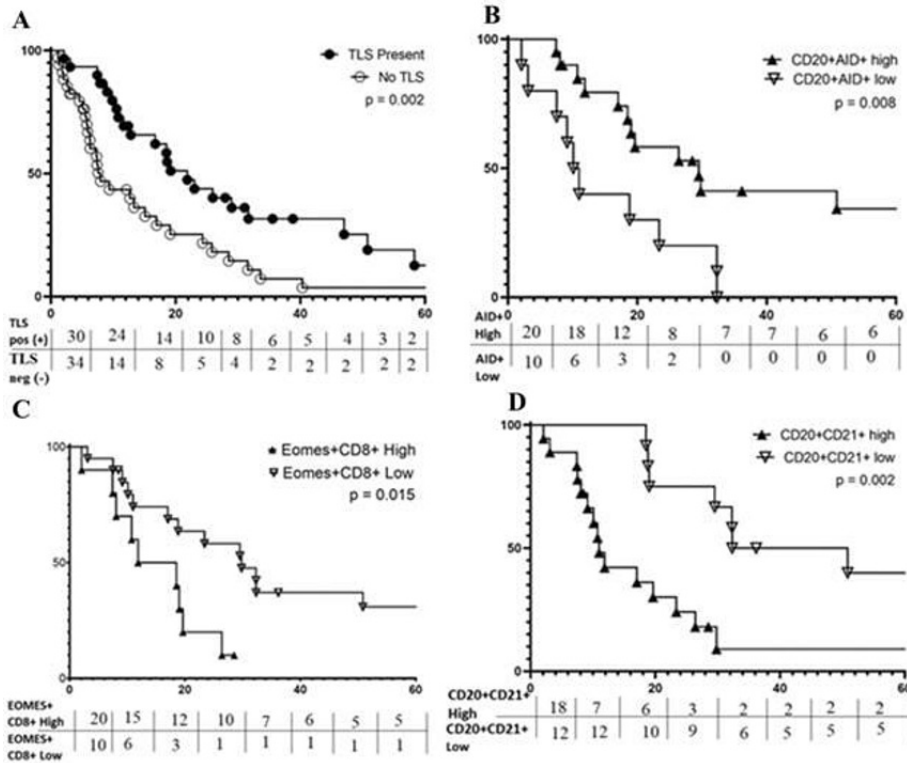 A
TLS Present
No TLS
p = 0.002
100
50
0
0 20 40 60
TLS pos (+) 30 24 14 10 8 6 5 4 3 2
TLS neg (-) 34 14 8 5 4 2 2 2 2 2
B
CD20+AID+ high
CD20+AID+ low
p = 0.008
100
50
0
0 20 40 60
AID+ High 20 18 12 8 7 7 6 6
AID+ Low 10 6 3 2 0 0 0 0
C
Eomes+CD8+ High
Eomes+CD8+ Low
p = 0.015
100
50
0
0 20 40 60
EOMES+ CD8+ High 20 15 12 10 7 6 5 5
EOMES+ CD8+ Low 10 6 3 1 1 1 1 1
D
CD20+CD21+ high
CD20+CD21+ low
p = 0.002
100
50
0
0 20 40 60
CD20+CD21+ High 18 7 6 3 2 2 2 2
CD20+CD21+ Low 12 12 10 9 6 5 5 5